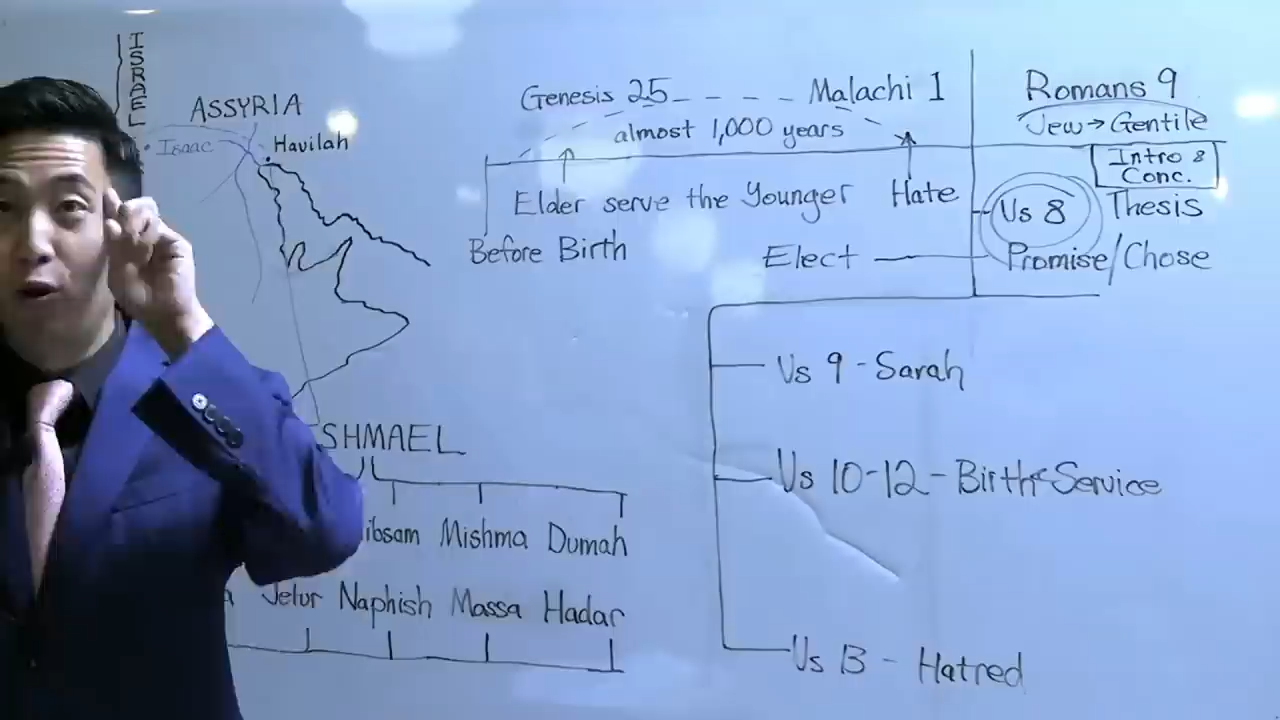 ISRAEL
ASSYRIA
Isaac
Havilah
Genesis 25 - - - - Malachi 1
almost 1,000 years
Elder serve the Younger
Hate
Before Birth
Elect
Romans 9
Jew → Gentile
Intro &
Conc.
Vs 8 Thesis
Promise/Chose
Vs 9 - Sarah
Vs 10-12 - Birth Service
Vs 13 - Hatred
SHMAEL
ibsam Mishma Dumah
Jetur Naphish Massa Hadar